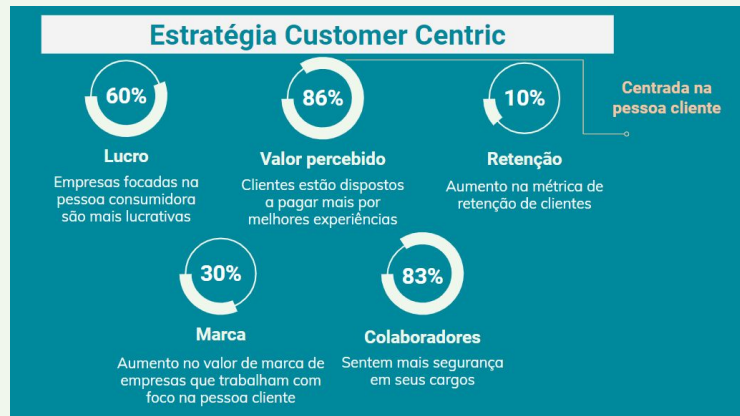 Estratégia Customer Centric
60%
Lucro
Empresas focadas na
pessoa consumidora
são mais lucrativas
86%
Valor percebido
Clientes estão dispostos
a pagar mais por
melhores experiências
10%
Retenção
Aumento na métrica de
retenção de clientes
Centrada na
pessoa cliente
30%
Marca
Aumento no valor de marca de
empresas que trabalham com
foco na pessoa cliente
83%
Colaboradores
Sentem mais segurança
em seus cargos